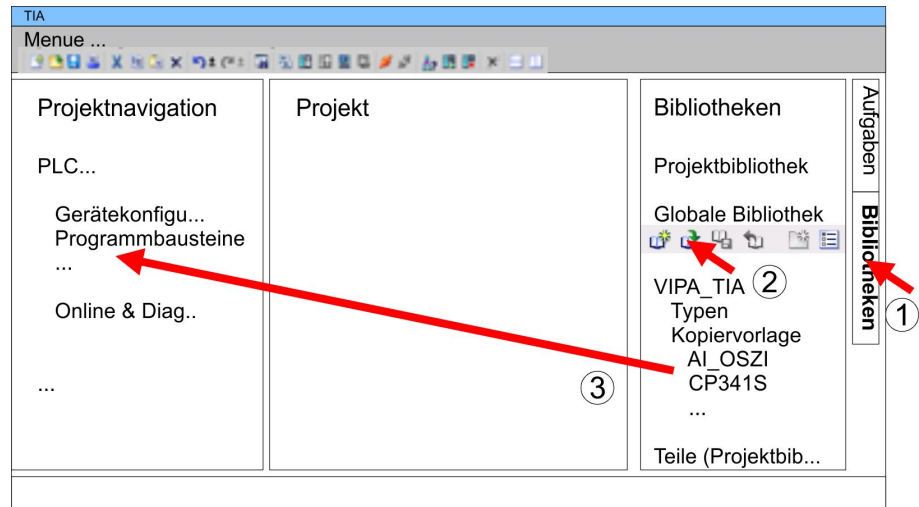 TIA
Menue ...
Projektnavigation
PLC...
Gerätekonfigu...
Programmbausteine
...
Online & Diag..
...
Projekt
③
Bibliotheken
Projektbibliothek
Globale Bibliothek
②
VIPA_TIA
Typen
Kopiervorlage
AI_OSZI
CP341S
...
Teile (Projektbib...
Aufgaben
Bibliotheken
①